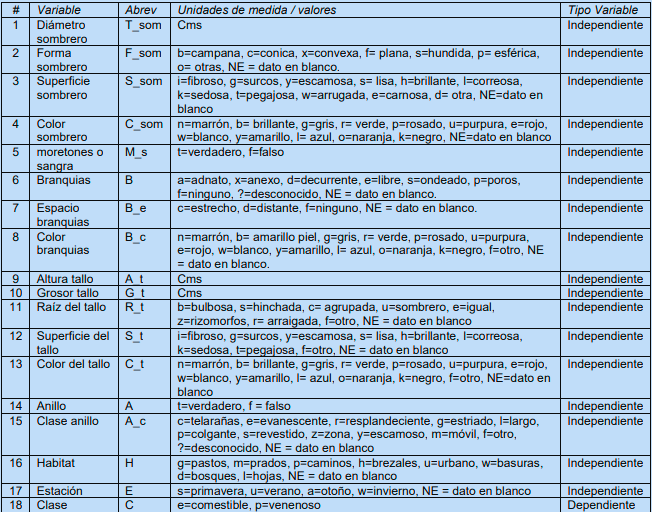 # Variable Abrev Unidades de medida / valores Tipo Variable
1 Diámetro T_som Cms Independiente
sombrero
2 Forma F_som b=campana, c=conica, x=convexa, f= plana, s=hundida, p= esférica, Independiente
sombrero o= otras, NE = dato en blanco.
3 Superficie S_som i=fibroso, g=surcos, y=escamosa, s= lisa, h=brillante, l=correosa, Independiente
sombrero k=sedosa, t=pegajosa, w=arrugada, e=carnosa, d= otra, NE=dato en
blanco
4 Color C_som n=marrón, b= brillante, g=gris, r= verde, p=rosado, u=purpura, e=rojo, Independiente
sombrero w=blanco, y=amarillo, l= azul, o=naranja, k=negro, NE=dato en blanco
5 moretones o M_s t=verdadero, f=falso Independiente
sangra
6 Branquias B a=adnato, x=anexo, d=decurrente, e=libre, s=ondeado, p=poros, Independiente
f=ninguno, ?=desconocido, NE = dato en blanco.
7 Espacio B_e c=estrecho, d=distante, f=ninguno, NE = dato en blanco. Independiente
branquias
8 Color B_c n=marrón, b= amarillo piel, g=gris, r= verde, p=rosado, u=purpura, Independiente
branquias e=rojo, w=blanco, y=amarillo, l= azul, o=naranja, k=negro, f=otro, NE
= dato en blanco.
9 Altura tallo A_t Cms Independiente
10 Grosor tallo G_t Cms Independiente
11 Raíz del tallo R_t b=bulbosa, s=hinchada, c= agrupada, u=sombrero, e=igual, Independiente
z=rizomorfos, r= arraigada, f=otro, NE = dato en blanco
12 Superficie del S_t i=fibroso, g=surcos, y=escamosa, s= lisa, h=brillante, l=correosa, Independiente
tallo k=sedosa, t=pegajosa, f=otro, NE = dato en blanco
13 Color del tallo C_t n=marrón, b= brillante, g=gris, r= verde, p=rosado, u=purpura, e=rojo, Independiente
w=blanco, y=amarillo, l= azul, o=naranja, k=negro, f=otro, NE=dato en
blanco
14 Anillo A t=verdadero, f = falso Independiente
15 Clase anillo A_c c=telarañas, e=evanescente, r=resplandeciente, g=estriado, l=largo, Independiente
p=colgante, s=revestido, z=zona, y=escamoso, m=móvil, f=otro,
?=desconocido, NE = dato en blanco
16 Habitat H g=pastos, m=prados, p=caminos, h=brezales, u=urbano, w=basuras, Independiente
d=bosques, l=hojas, NE = dato en blanco
17 Estación E s=primavera, u=verano, a=otoño, w=invierno, NE = dato en blanco Independiente
18 Clase C e=comestible, p=venenoso Dependiente